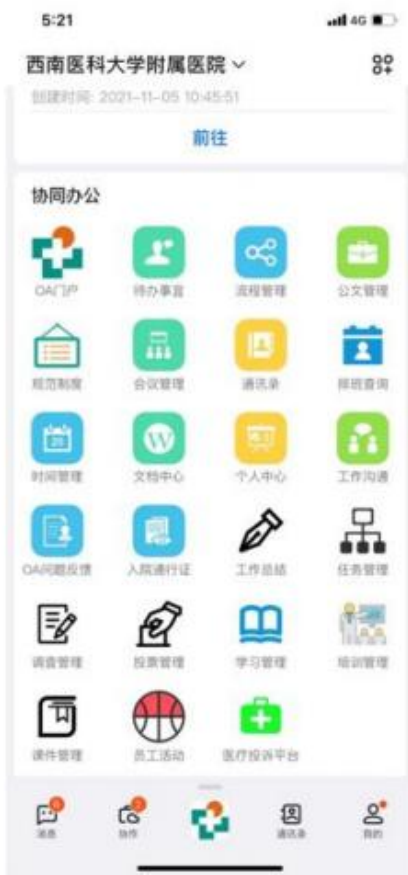 5:21
4G
西南医科大学附属医院
创建时间: 2021-11-05 10:45:51
前往
协同办公
OA门户 待办事宜 流程管理 公文管理
规范制度 会议管理 通讯录 排班查询
时间管理 文档中心 个人中心 工作沟通
OA问题反馈 入院通行证 工作总结 任务管理
调查管理 投票管理 学习管理 培训管理
课件管理 员工活动 医疗投诉平台
消息 协作 通讯录 我的